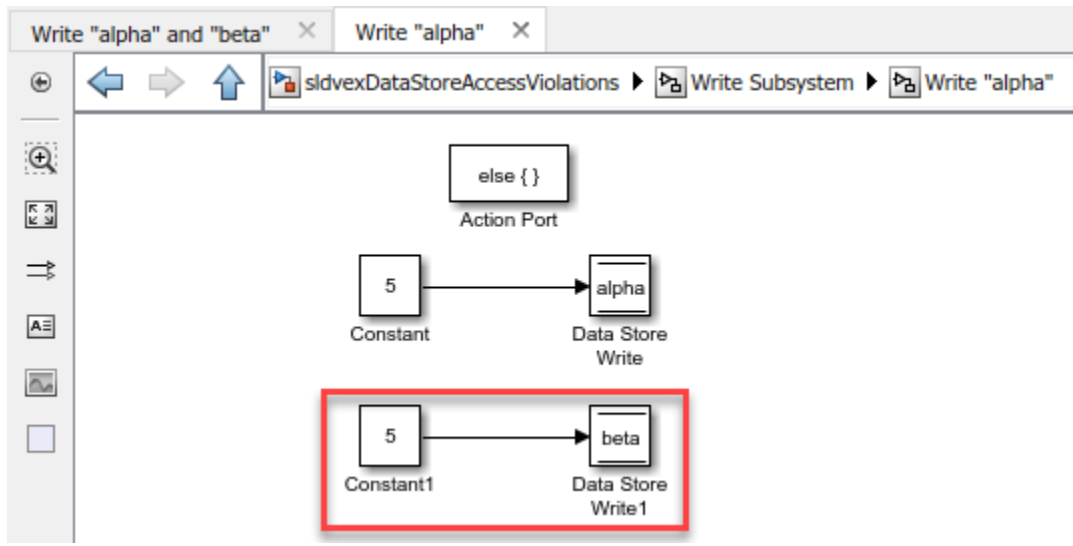 Write "alpha" and "beta" × Write "alpha" ×
sldvexDataStoreAccessViolations Write Subsystem Write "alpha"
else { }
Action Port
5 alpha
Constant Data Store
Write
5 beta
Constant1 Data Store
Write1